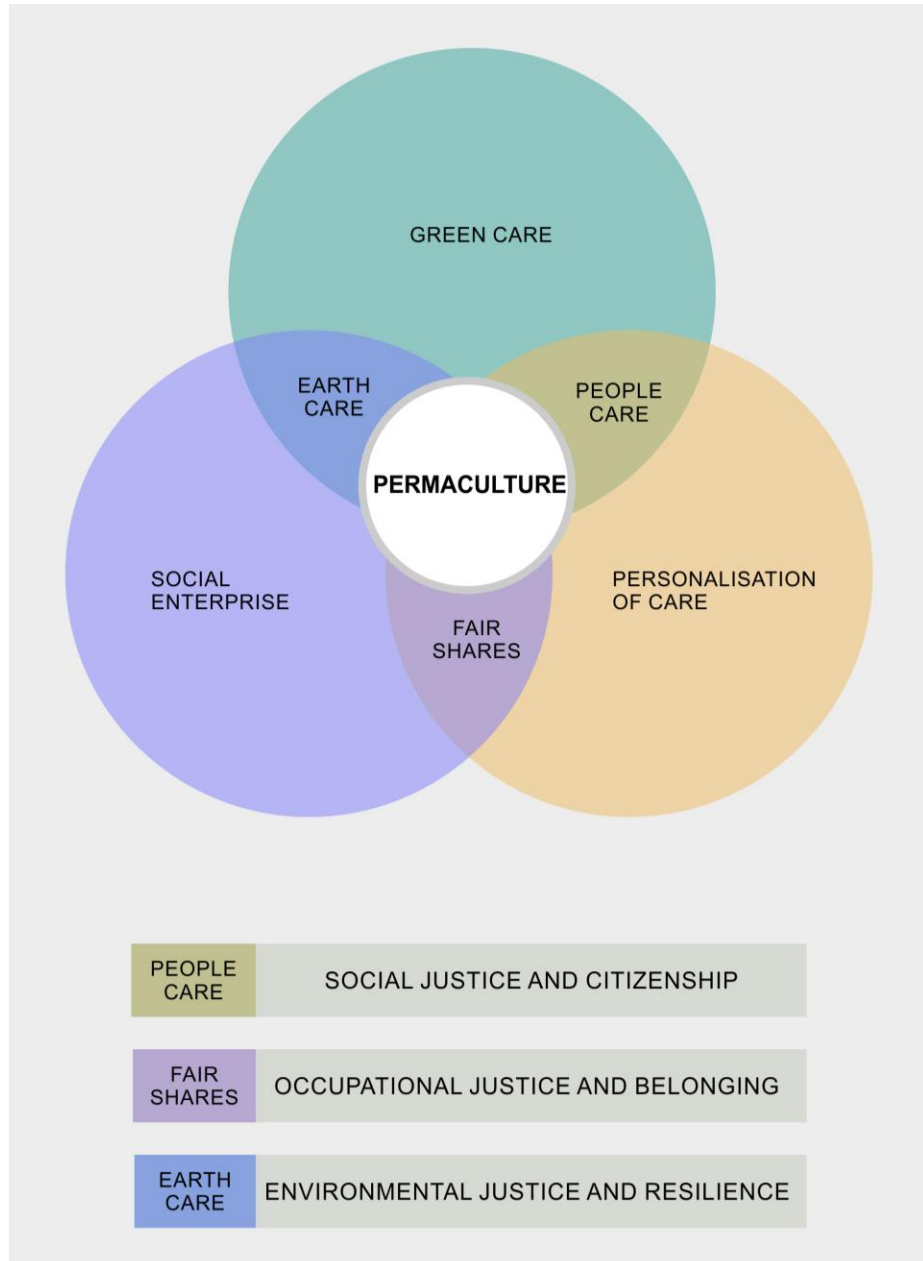 GREEN CARE
EARTH
CARE
PEOPLE
CARE
PERMACULTURE
SOCIAL
ENTERPRISE
PERSONALISATION
OF CARE
FAIR
SHARES
PEOPLE
CARE
SOCIAL JUSTICE AND CITIZENSHIP
FAIR
SHARES
OCCUPATIONAL JUSTICE AND BELONGING
EARTH
CARE
ENVIRONMENTAL JUSTICE AND RESILIENCE